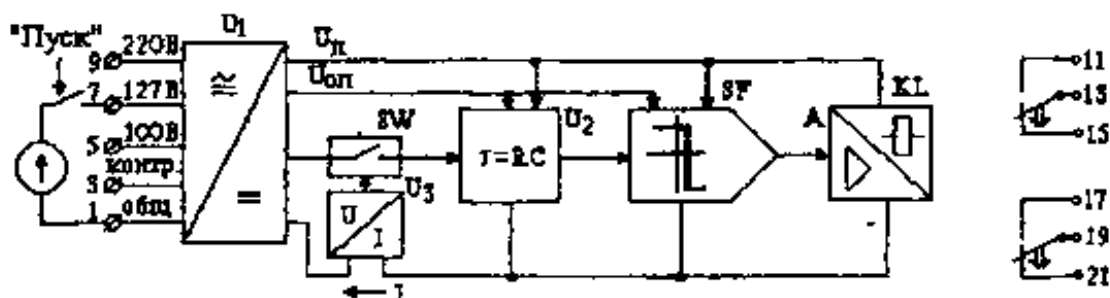 "Пуск"
U1
9 220В
7 127В
5 100В
контр.
3
1 общ
≅
=
Uп
Uоп
SW
U3
U
I
I
U2
τ=RC
SF
A
KL
11
13
15
17
19
21